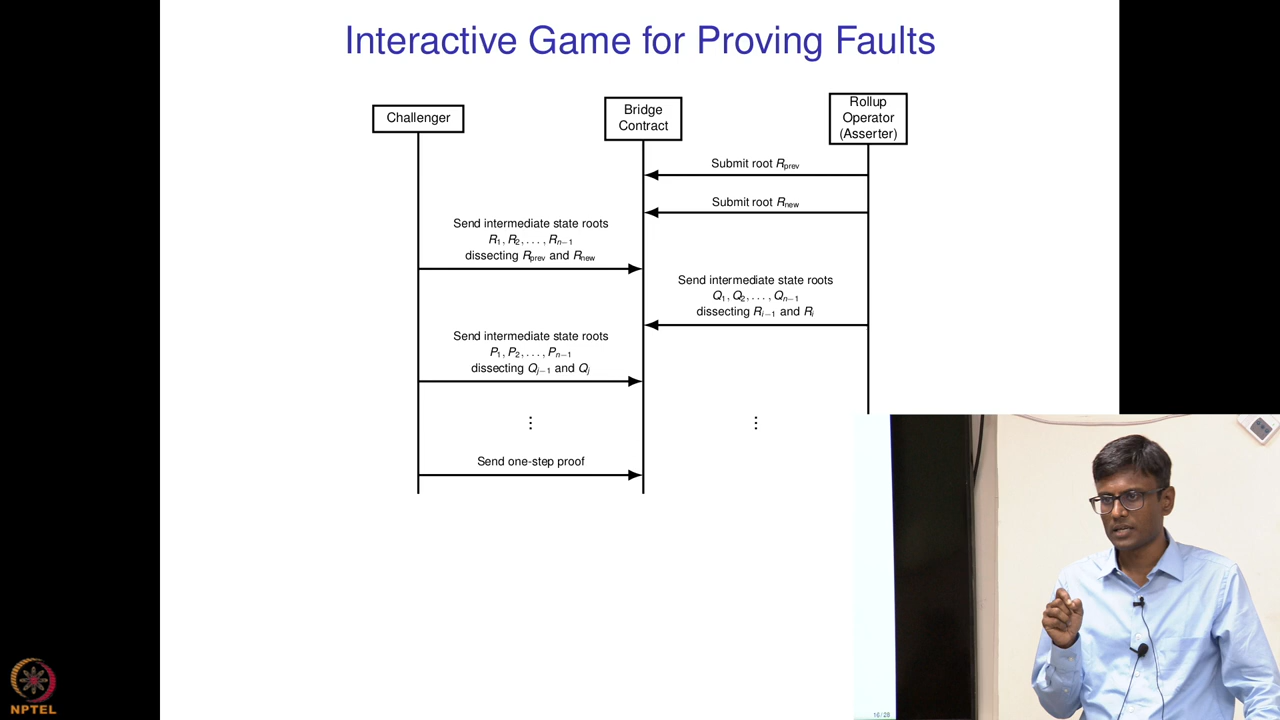 Interactive Game for Proving Faults
Challenger
Bridge
Contract
Rollup
Operator
(Asserter)
Submit root R_prev
Submit root R_new
Send intermediate state roots
R_1, R_2, . . . , R_{n−1}
dissecting R_prev and R_new
Send intermediate state roots
Q_1, Q_2, . . . , Q_{n−1}
dissecting R_{i−1} and R_i
Send intermediate state roots
P_1, P_2, . . . , P_{n−1}
dissecting Q_{j−1} and Q_j
⋮ ⋮
Send one-step proof
16/28
NPTEL